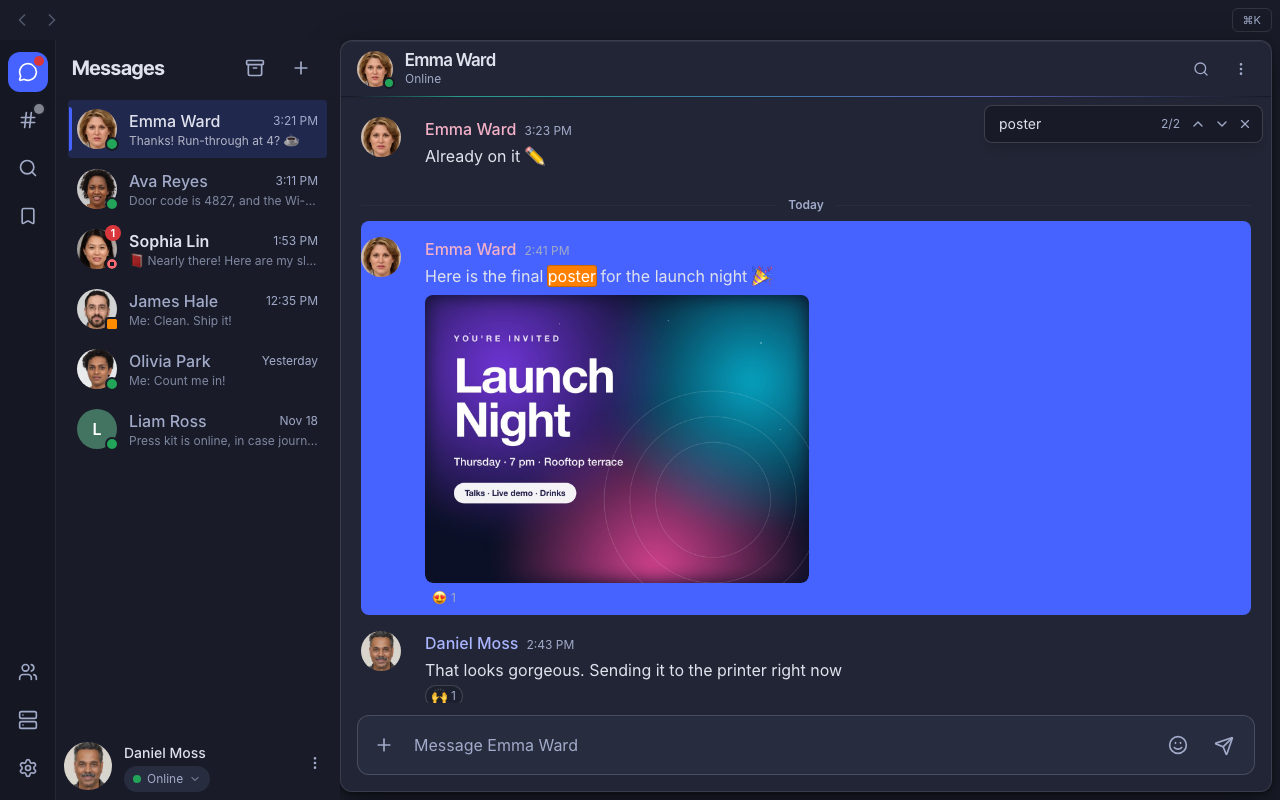 ⌘K
Messages
Emma Ward 3:21 PM
Thanks! Run-through at 4? ☕
Ava Reyes 3:11 PM
Door code is 4827, and the Wi-...
1
Sophia Lin 1:53 PM
📕 Nearly there! Here are my sl...
James Hale 12:35 PM
Me: Clean. Ship it!
Olivia Park Yesterday
Me: Count me in!
L
Liam Ross Nov 18
Press kit is online, in case journ...
Daniel Moss
Online
Emma Ward
Online
poster 2/2
Emma Ward 3:23 PM
Already on it ✏️
Today
Emma Ward 2:41 PM
Here is the final poster for the launch night 🎉
YOU'RE INVITED
Launch
Night
Thursday · 7 pm · Rooftop terrace
Talks · Live demo · Drinks
😍 1
Daniel Moss 2:43 PM
That looks gorgeous. Sending it to the printer right now
🙌 1
Message Emma Ward